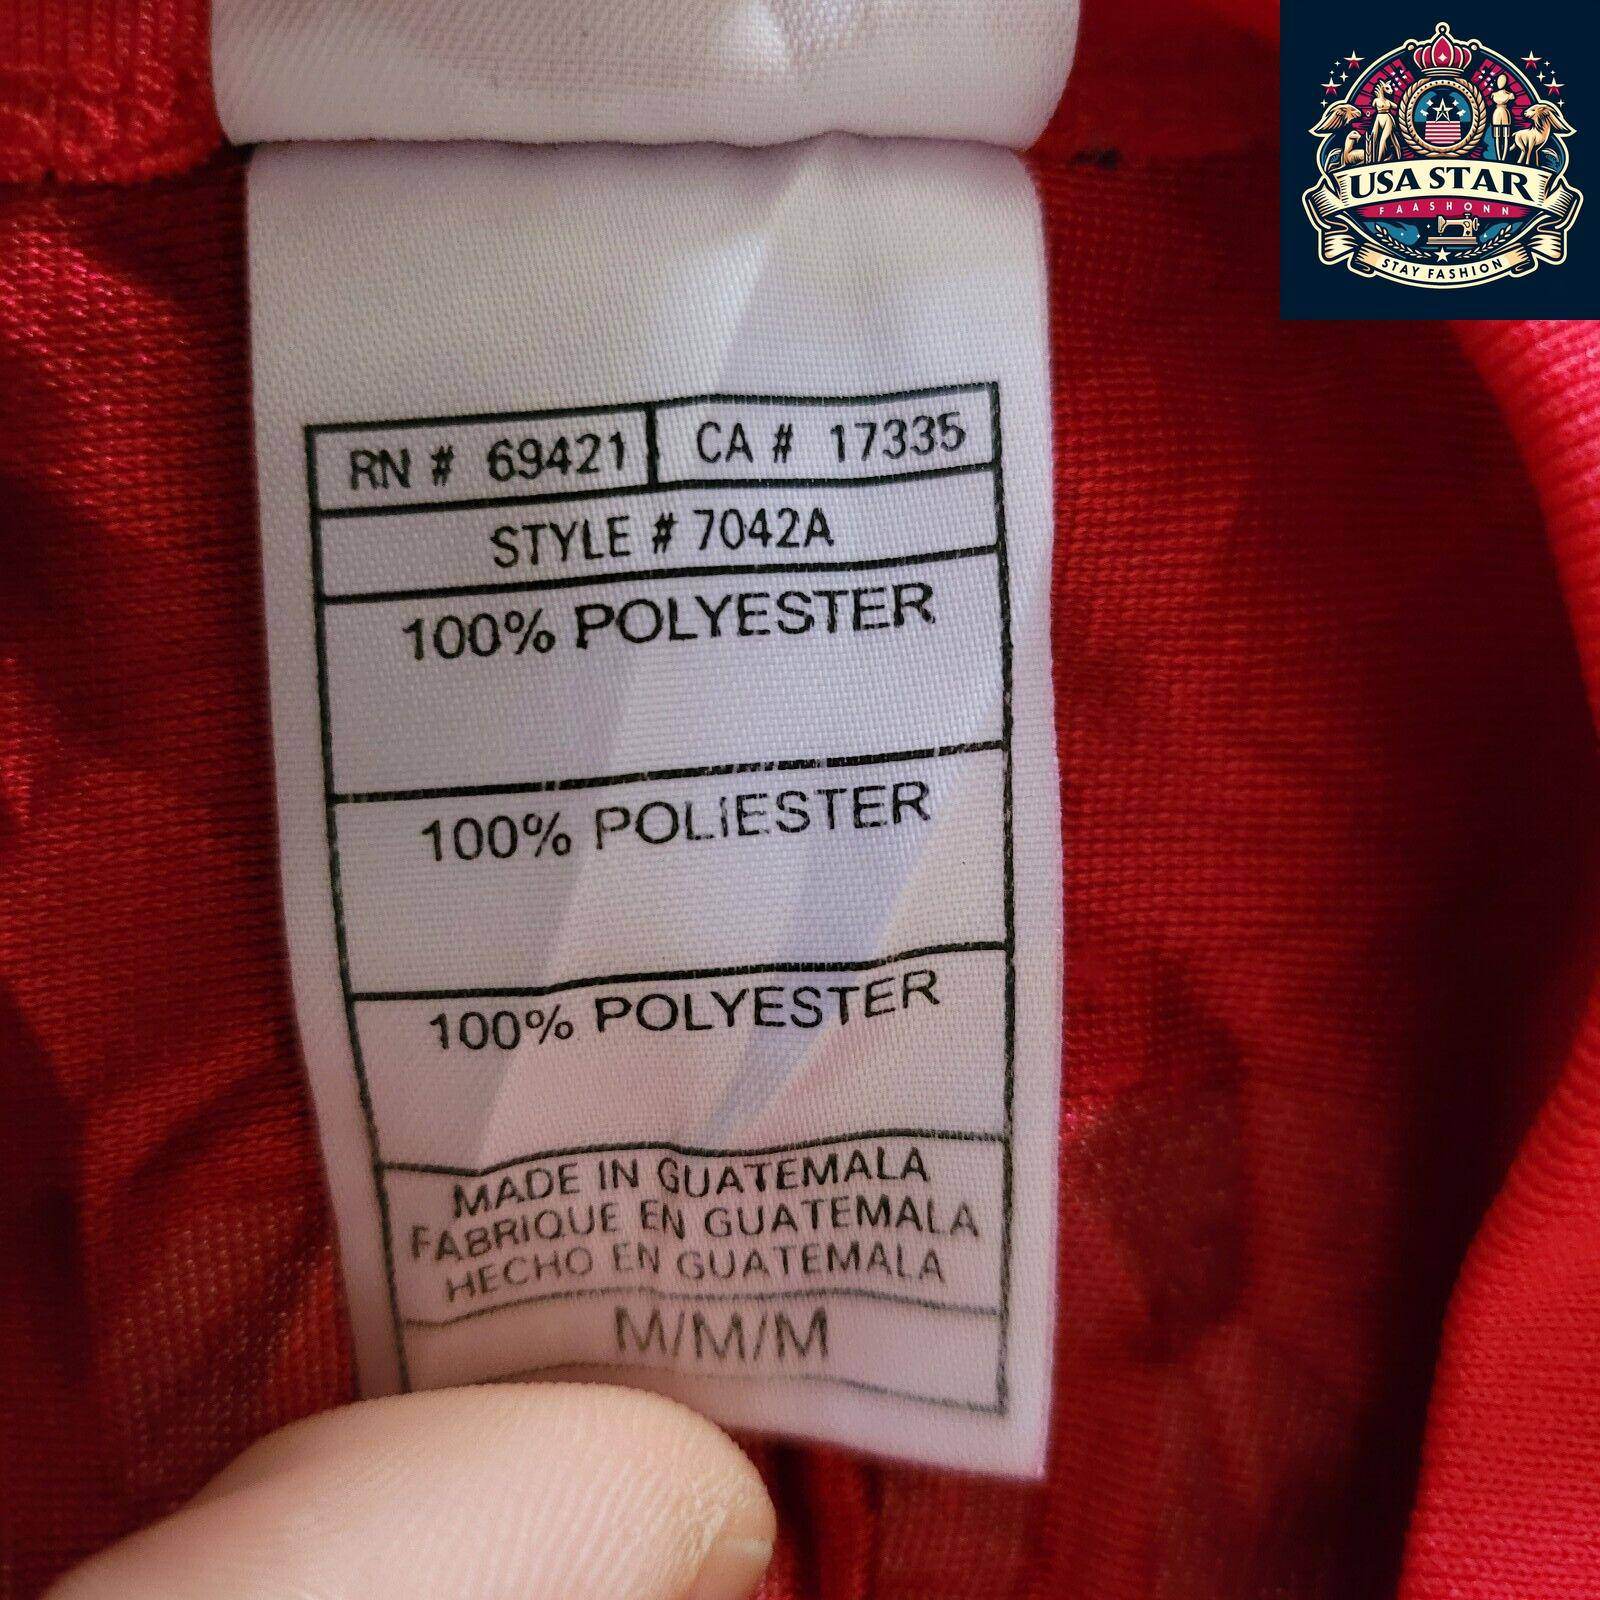 USA STAR
FAASHONN
STAY FASHION
RN # 69421 CA # 17335
STYLE # 7042A
100% POLYESTER
100% POLIESTER
100% POLYESTER
MADE IN GUATEMALA
FABRIQUE EN GUATEMALA
HECHO EN GUATEMALA
M/M/M